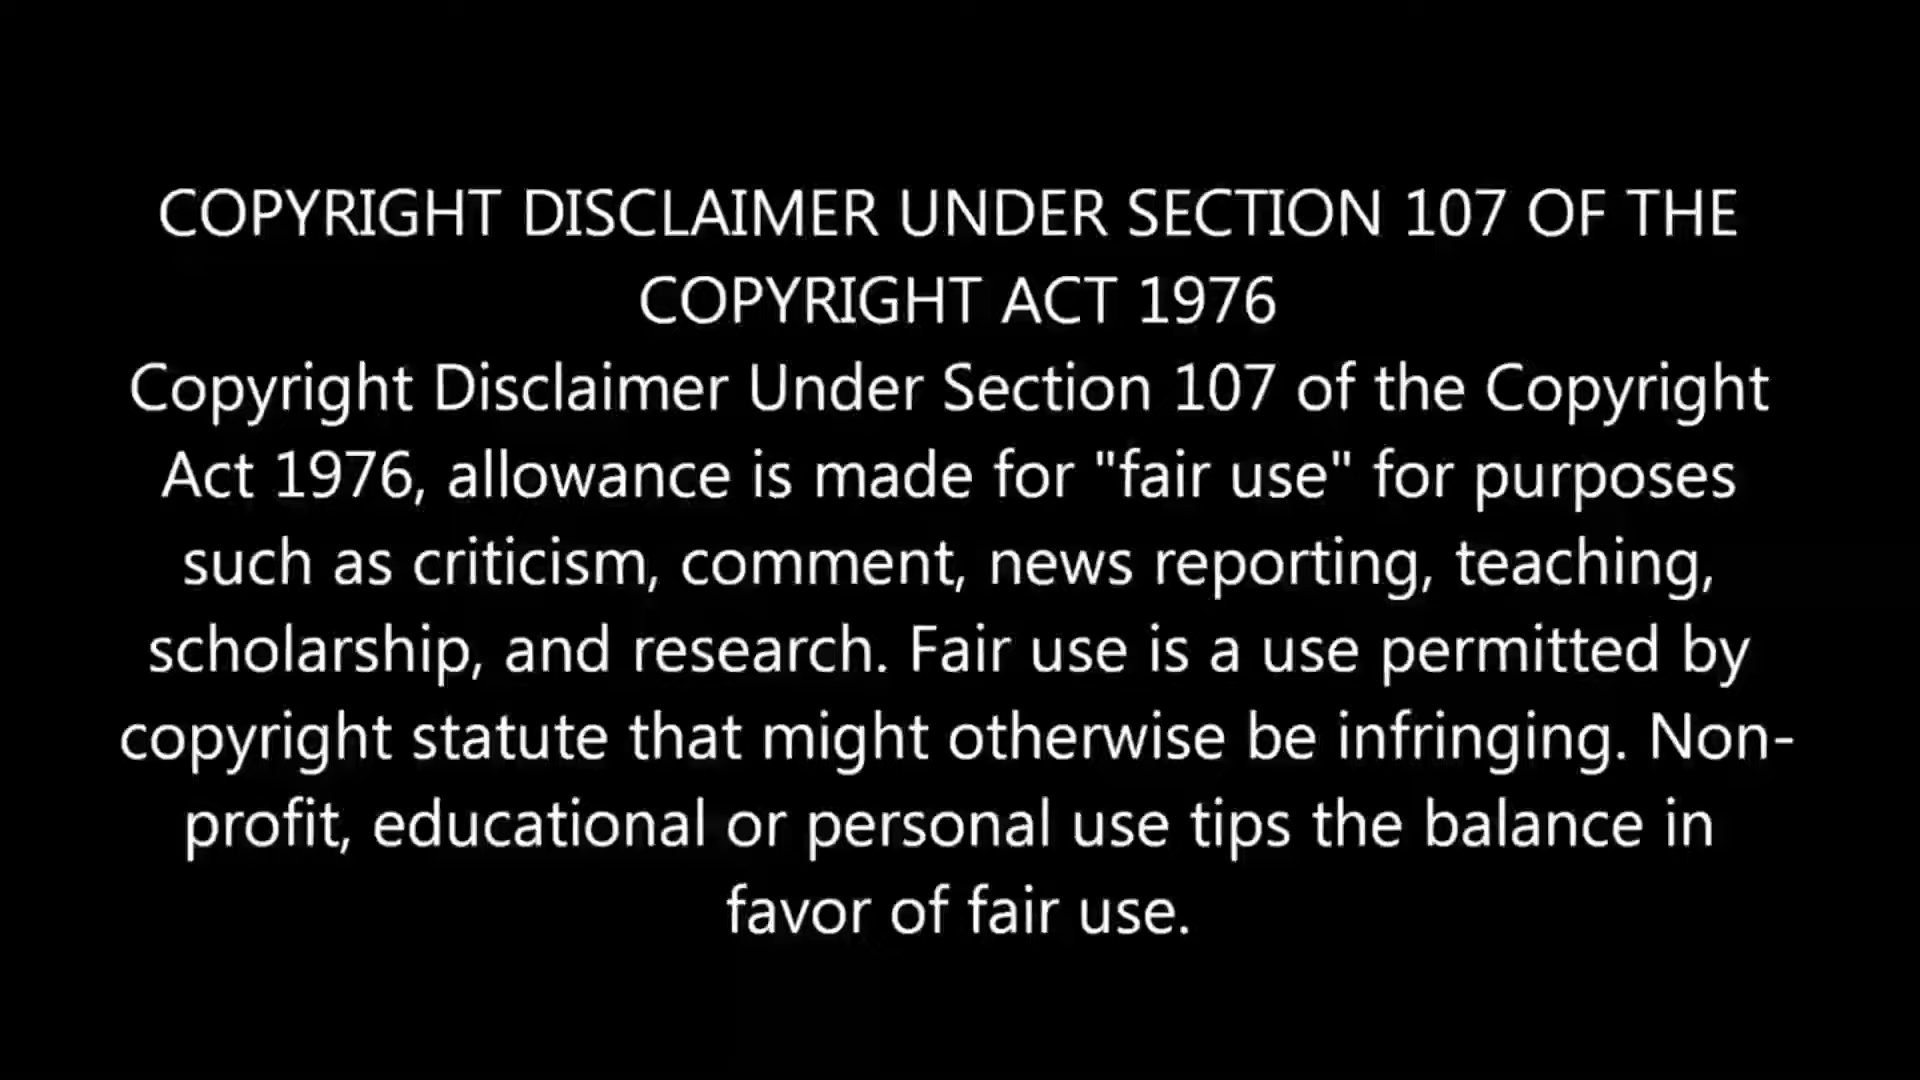 COPYRIGHT DISCLAIMER UNDER SECTION 107 OF THE
COPYRIGHT ACT 1976
Copyright Disclaimer Under Section 107 of the Copyright
Act 1976, allowance is made for "fair use" for purposes
such as criticism, comment, news reporting, teaching,
scholarship, and research. Fair use is a use permitted by
copyright statute that might otherwise be infringing. Non-
profit, educational or personal use tips the balance in
favor of fair use.